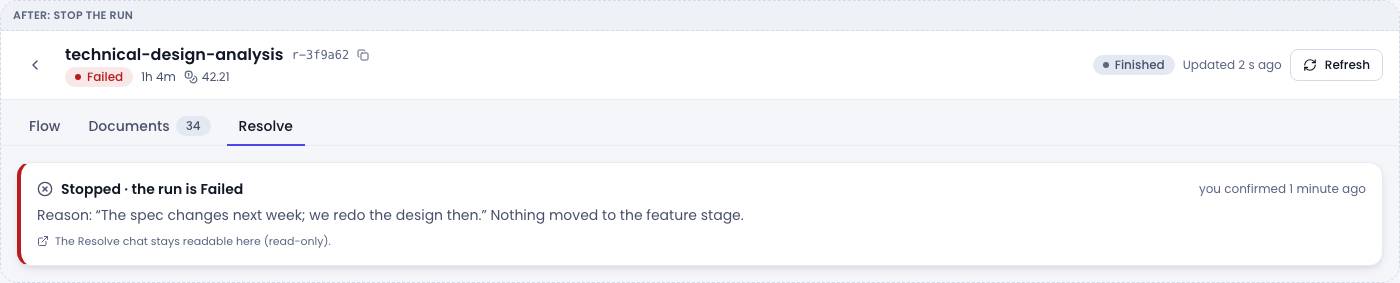 AFTER: STOP THE RUN
technical-design-analysis r-3f9a62
Failed 1h 4m 42.21
Finished Updated 2 s ago Refresh
Flow Documents 34 Resolve
Stopped · the run is Failed you confirmed 1 minute ago
Reason: “The spec changes next week; we redo the design then.” Nothing moved to the feature stage.
The Resolve chat stays readable here (read-only).